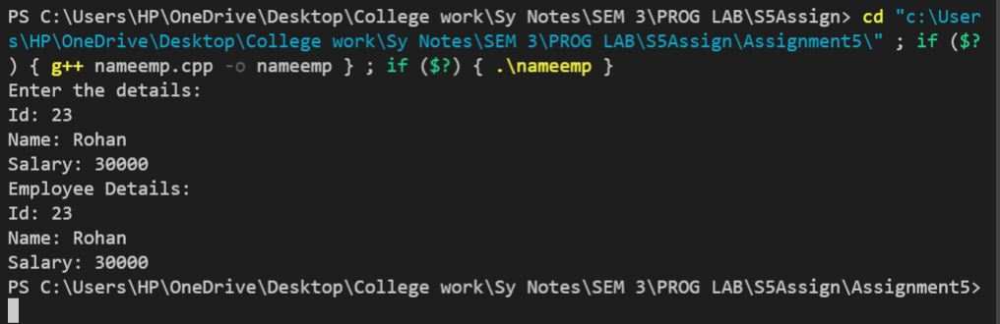 PS C:\Users\HP\OneDrive\Desktop\College work\Sy Notes\SEM 3\PROG LAB\S5Assign> cd "c:\User
s\HP\OneDrive\Desktop\College work\Sy Notes\SEM 3\PROG LAB\S5Assign\Assignment5\" ; if ($?
) { g++ nameemp.cpp -o nameemp } ; if ($?) { .\nameemp }
Enter the details:
Id: 23
Name: Rohan
Salary: 30000
Employee Details:
Id: 23
Name: Rohan
Salary: 30000
PS C:\Users\HP\OneDrive\Desktop\College work\Sy Notes\SEM 3\PROG LAB\S5Assign\Assignment5>